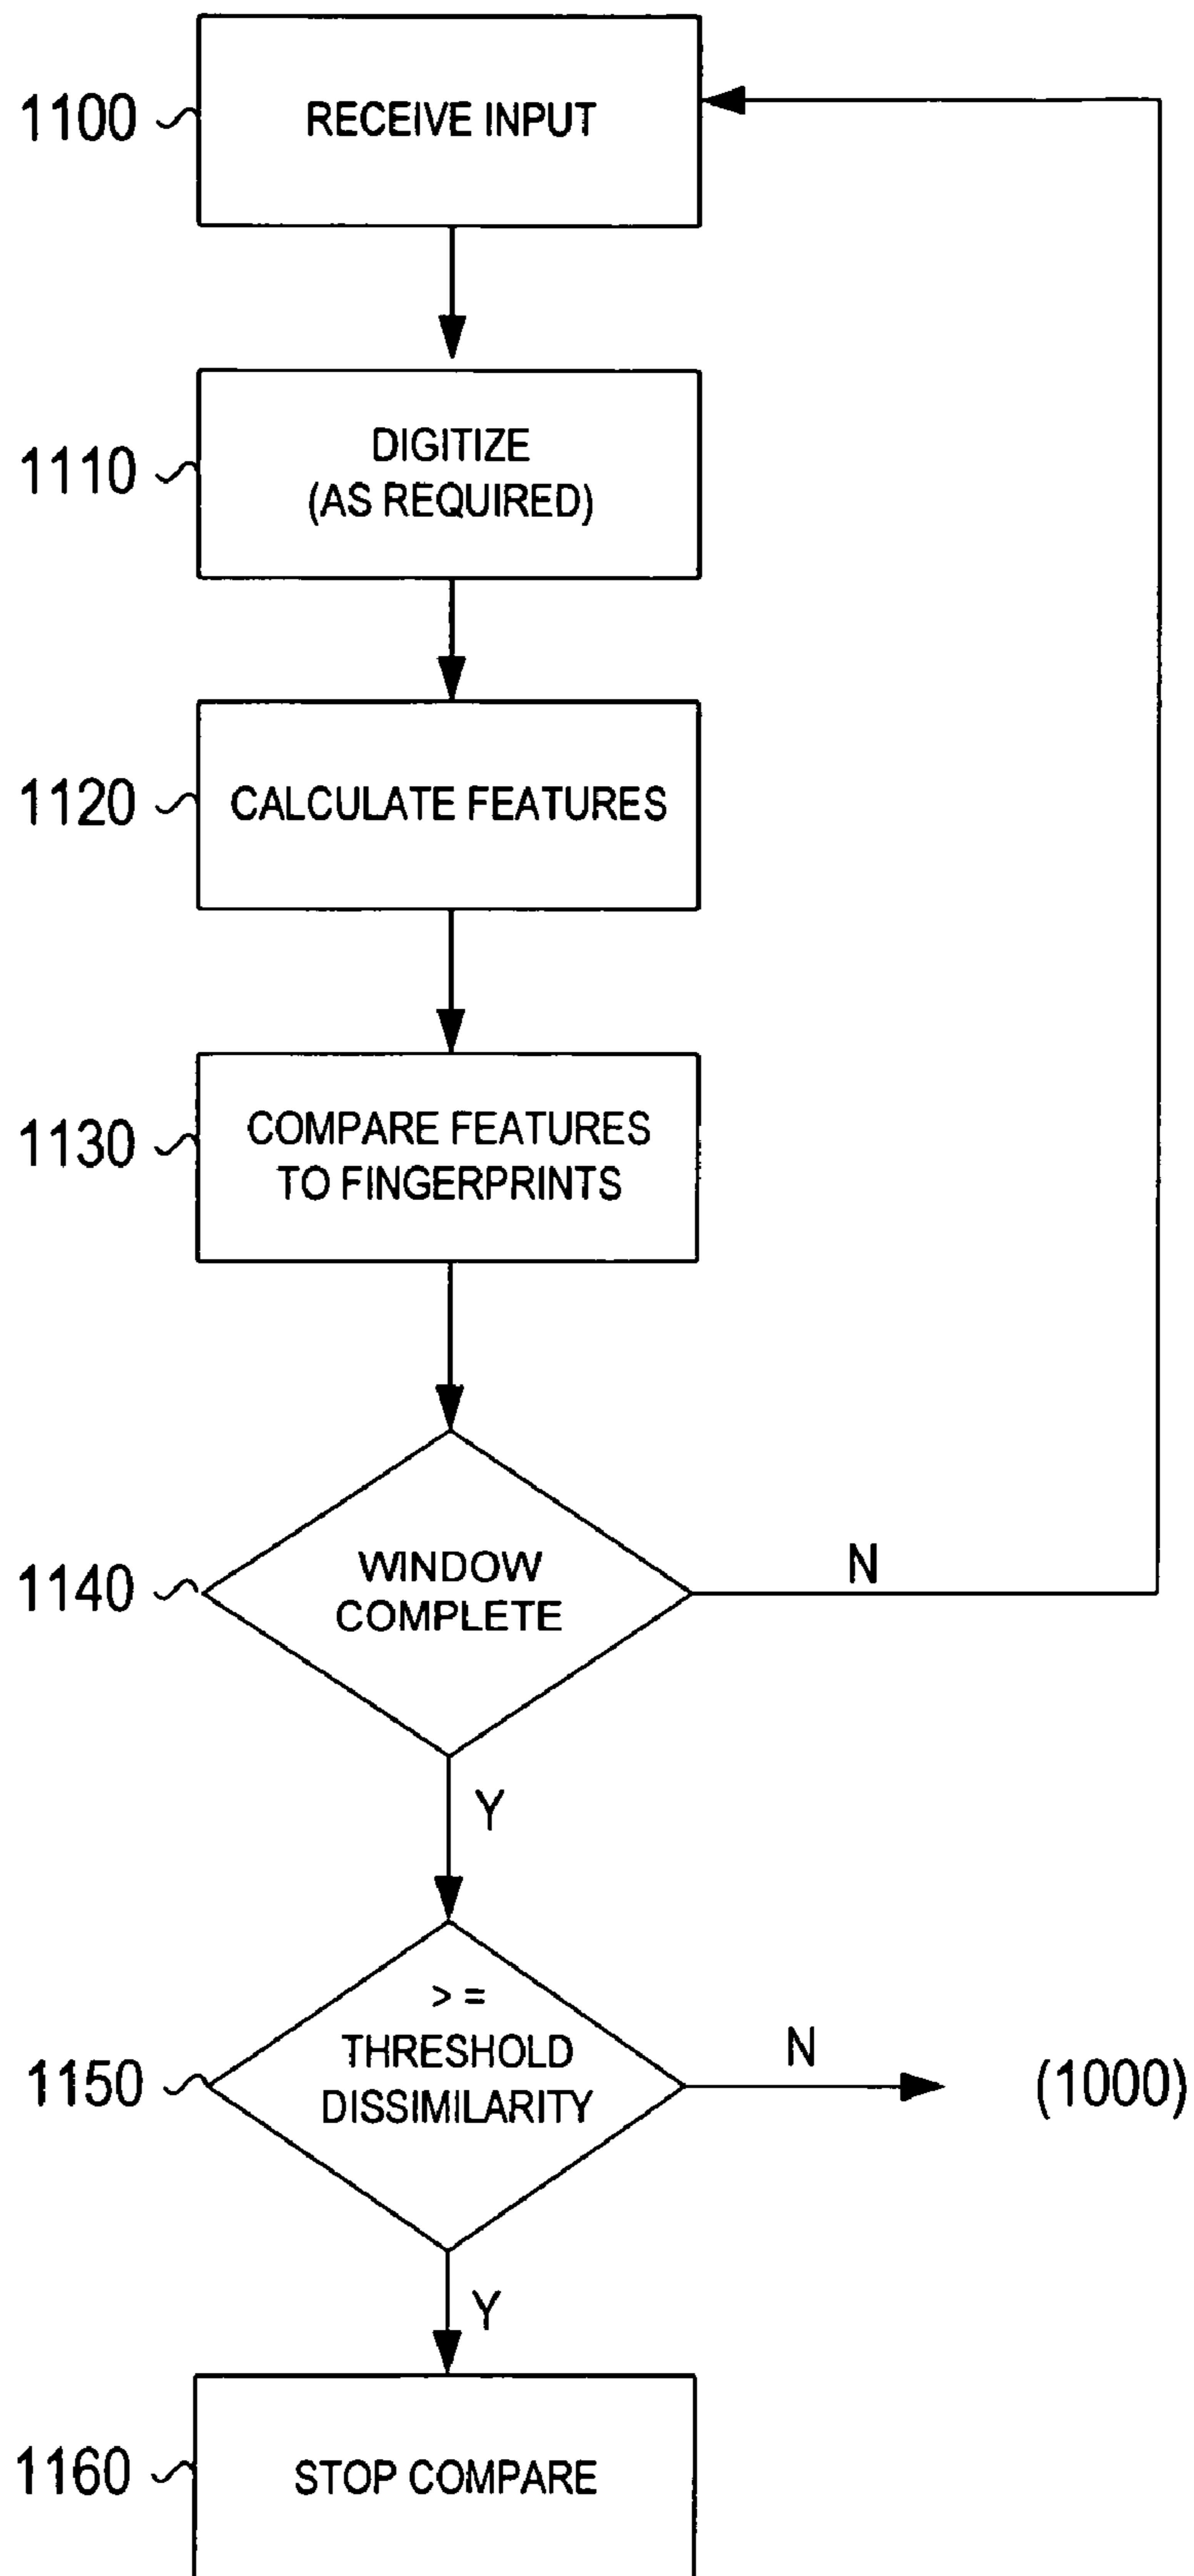 1100
RECEIVE INPUT
1110
DIGITIZE
(AS REQUIRED)
1120
CALCULATE FEATURES
1130
COMPARE FEATURES
TO FINGERPRINTS
1140
WINDOW
COMPLETE
N
Y
1150
> =
THRESHOLD
DISSIMILARITY
N
(1000)
Y
1160
STOP COMPARE